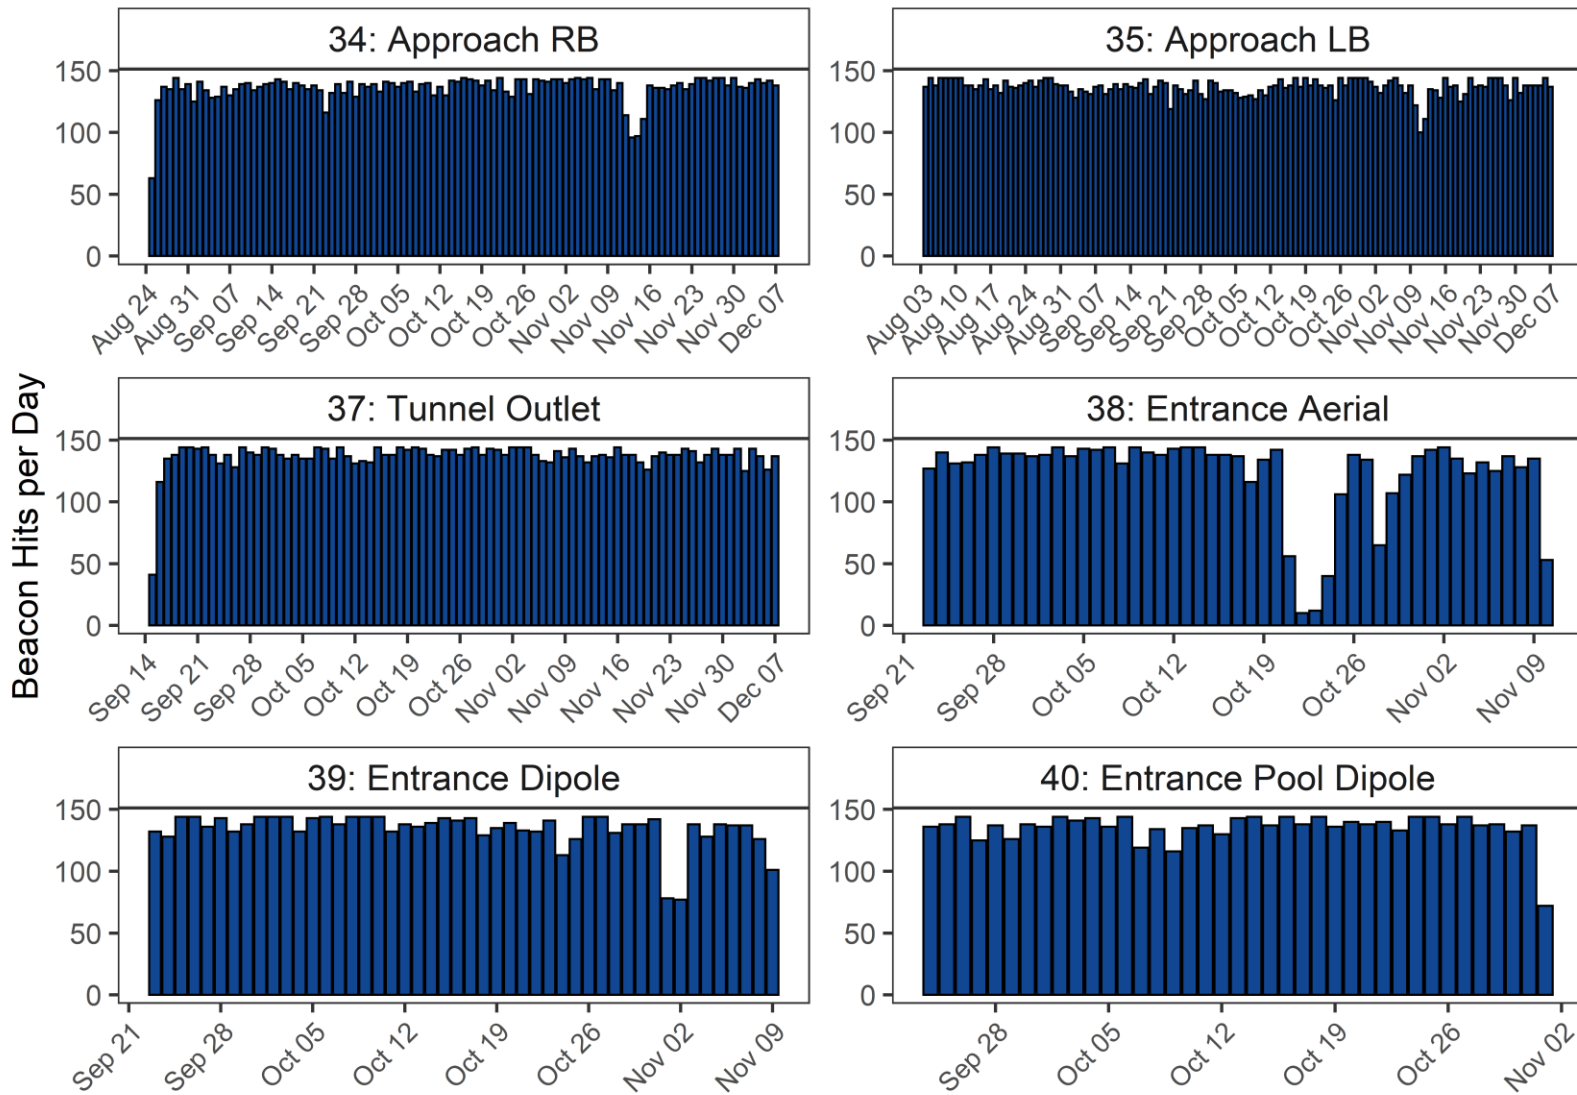 34: Approach RB
35: Approach LB
150
100
50
0
Aug 24
Aug 31
Sep 07
Sep 14
Sep 21
Sep 28
Oct 05
Oct 12
Oct 19
Oct 26
Nov 02
Nov 09
Nov 16
Nov 23
Nov 30
Dec 07
150
100
50
0
Aug 03
Aug 10
Aug 17
Aug 24
Aug 31
Sep 07
Sep 14
Sep 21
Sep 28
Oct 05
Oct 12
Oct 19
Oct 26
Nov 02
Nov 09
Nov 16
Nov 23
Nov 30
Dec 07
Beacon Hits per Day
37: Tunnel Outlet
38: Entrance Aerial
150
100
50
0
Sep 14
Sep 21
Sep 28
Oct 05
Oct 12
Oct 19
Oct 26
Nov 02
Nov 09
Nov 16
Nov 23
Nov 30
Dec 07
150
100
50
0
Sep 21
Sep 28
Oct 05
Oct 12
Oct 19
Oct 26
Nov 02
Nov 09
39: Entrance Dipole
40: Entrance Pool Dipole
150
100
50
0
Sep 21
Sep 28
Oct 05
Oct 12
Oct 19
Oct 26
Nov 02
Nov 09
150
100
50
0
Sep 28
Oct 05
Oct 12
Oct 19
Oct 26
Nov 02